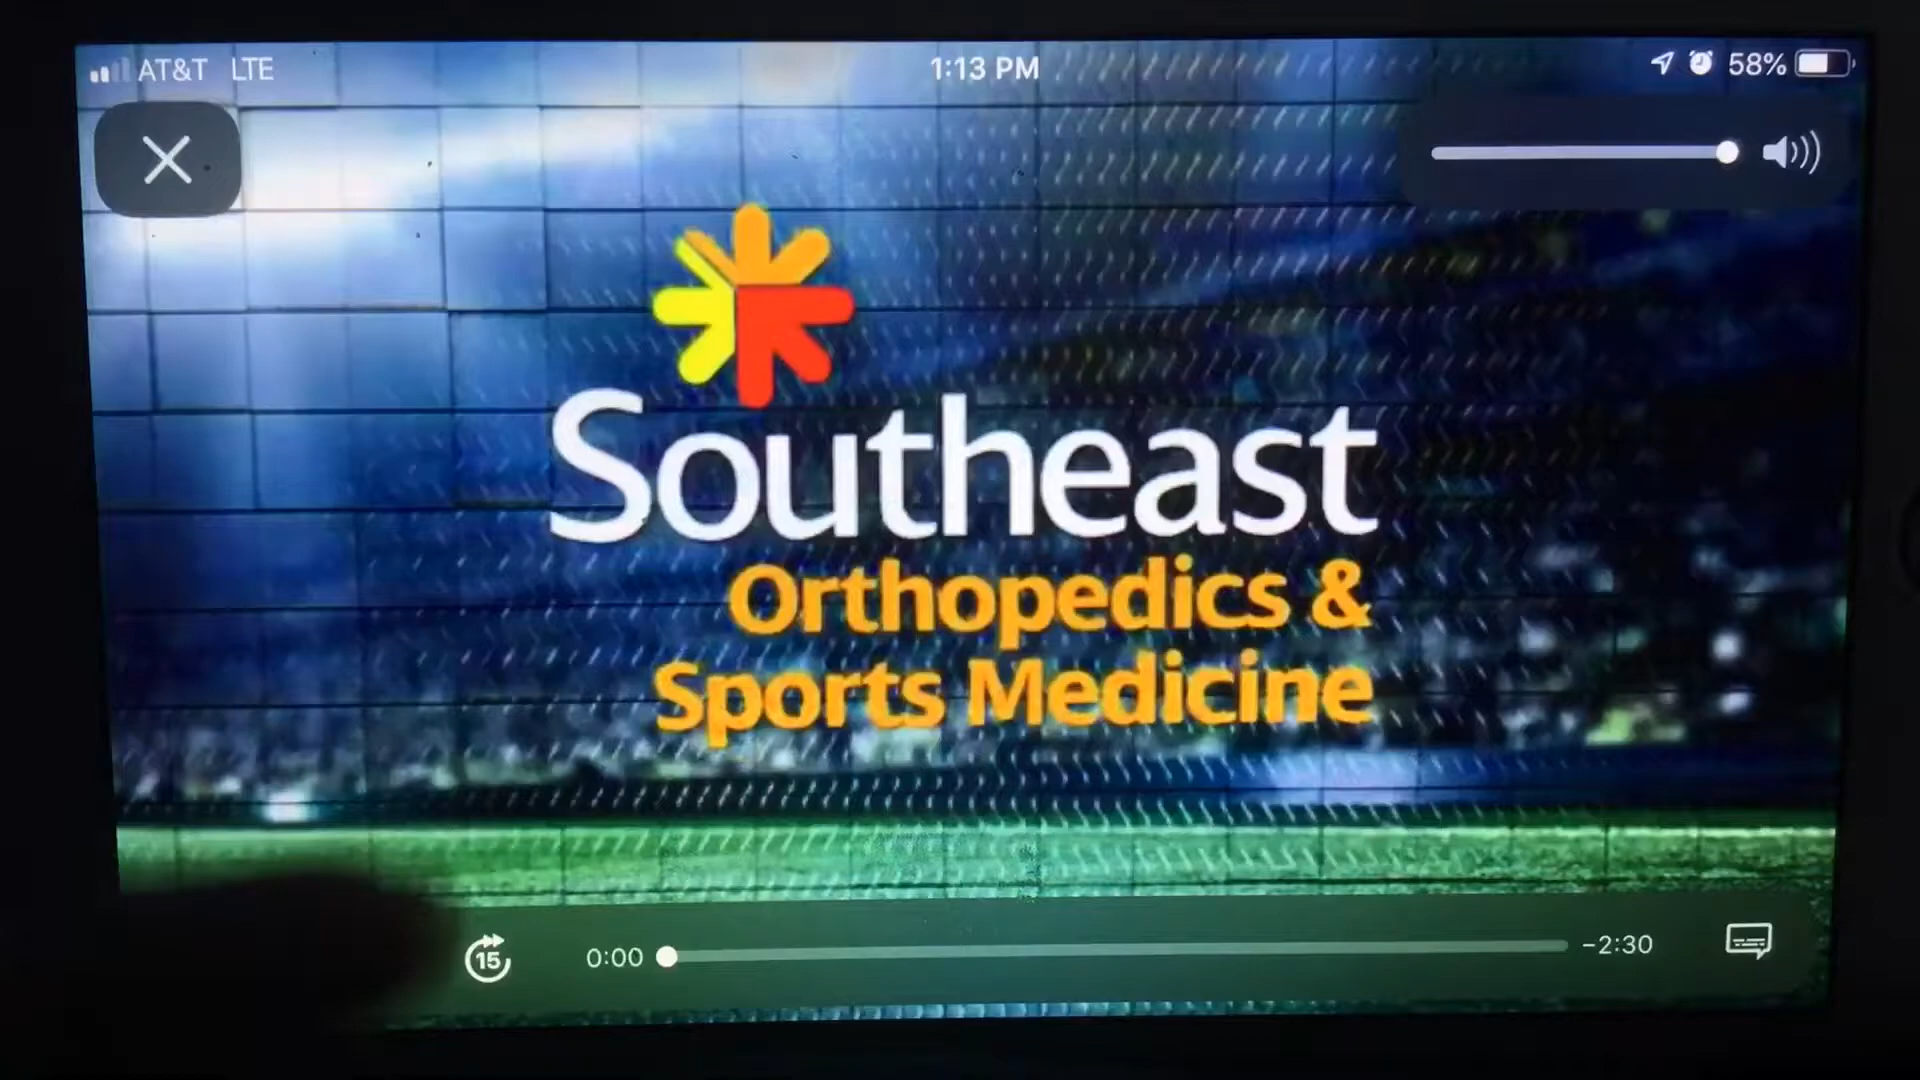 AT&T LTE
1:13 PM
58%
Southeast
Orthopedics &
Sports Medicine
15
0:00
-2:30